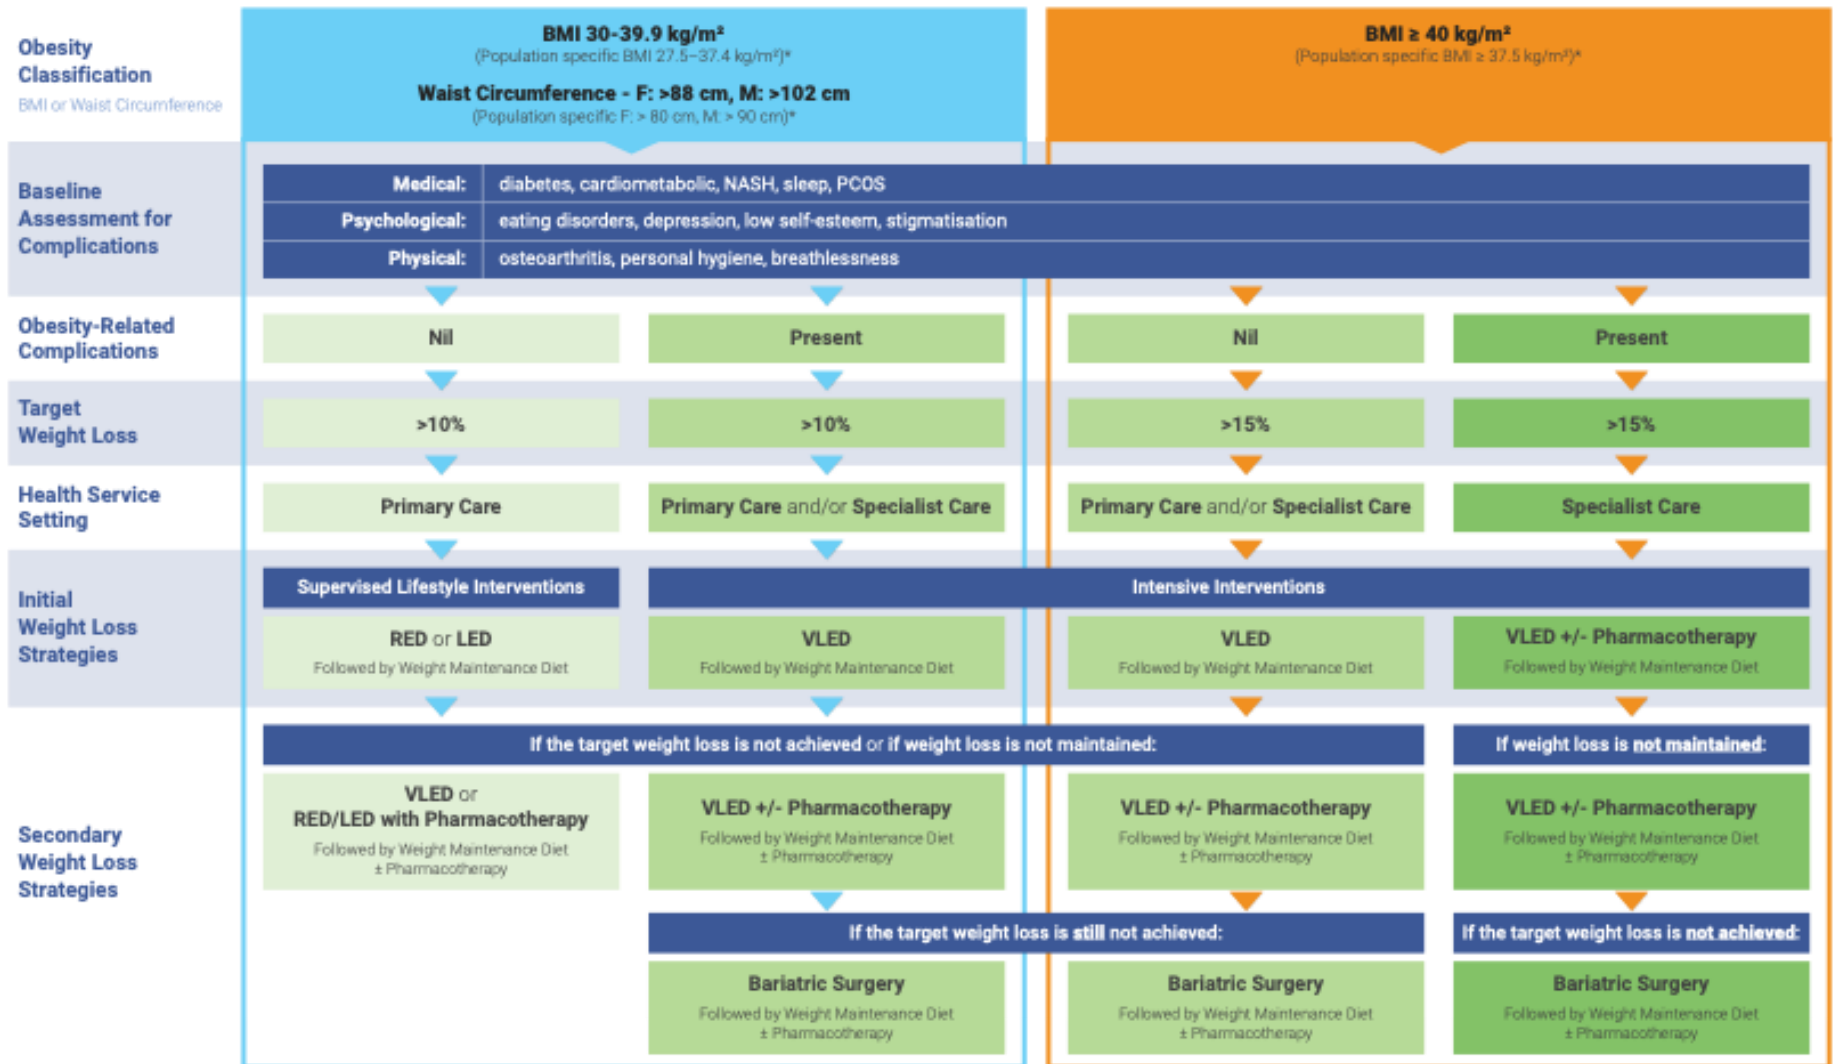 Obesity
Classification
BMI or Waist Circumference
BMI 30-39.9 kg/m²
(Population specific BMI 27.5–37.4 kg/m²)*
Waist Circumference - F: >88 cm, M: >102 cm
(Population specific F: > 80 cm, M: > 90 cm)*
BMI ≥ 40 kg/m²
(Population specific BMI ≥ 37.5 kg/m²)*
Baseline
Assessment for
Complications
Medical: diabetes, cardiometabolic, NASH, sleep, PCOS
Psychological: eating disorders, depression, low self-esteem, stigmatisation
Physical: osteoarthritis, personal hygiene, breathlessness
Obesity-Related
Complications
Nil
Present
Nil
Present
Target
Weight Loss
>10%
>10%
>15%
>15%
Health Service
Setting
Primary Care
Primary Care and/or Specialist Care
Primary Care and/or Specialist Care
Specialist Care
Initial
Weight Loss
Strategies
Supervised Lifestyle Interventions
Intensive Interventions
RED or LED
Followed by Weight Maintenance Diet
VLED
Followed by Weight Maintenance Diet
VLED
Followed by Weight Maintenance Diet
VLED +/- Pharmacotherapy
Followed by Weight Maintenance Diet
Secondary
Weight Loss
Strategies
If the target weight loss is not achieved or if weight loss is not maintained:
If weight loss is not maintained:
VLED or
RED/LED with Pharmacotherapy
Followed by Weight Maintenance Diet
± Pharmacotherapy
VLED +/- Pharmacotherapy
Followed by Weight Maintenance Diet
± Pharmacotherapy
VLED +/- Pharmacotherapy
Followed by Weight Maintenance Diet
± Pharmacotherapy
VLED +/- Pharmacotherapy
Followed by Weight Maintenance Diet
± Pharmacotherapy
If the target weight loss is still not achieved:
If the target weight loss is not achieved:
Bariatric Surgery
Followed by Weight Maintenance Diet
± Pharmacotherapy
Bariatric Surgery
Followed by Weight Maintenance Diet
± Pharmacotherapy
Bariatric Surgery
Followed by Weight Maintenance Diet
± Pharmacotherapy